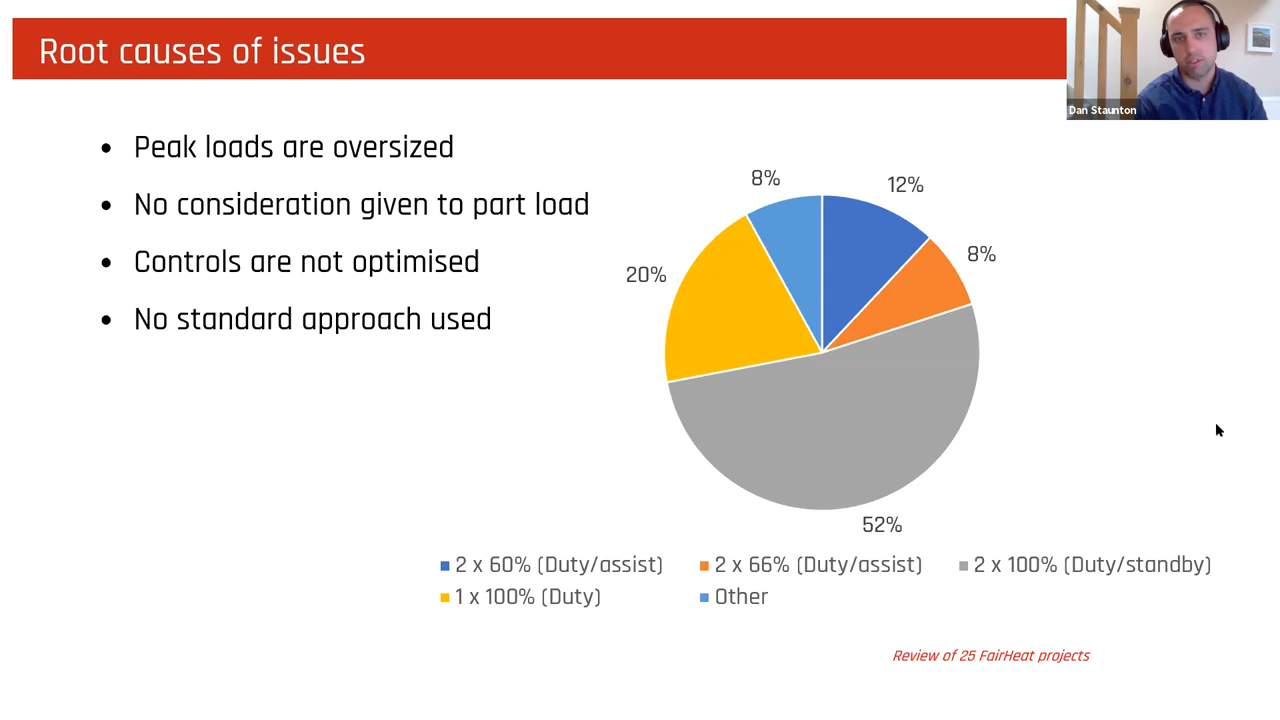 Root causes of issues
Dan Staunton
• Peak loads are oversized
• No consideration given to part load
• Controls are not optimised
• No standard approach used
8%
12%
8%
20%
52%
2 x 60% (Duty/assist)
2 x 66% (Duty/assist)
2 x 100% (Duty/standby)
1 x 100% (Duty)
Other
Review of 25 FairHeat projects